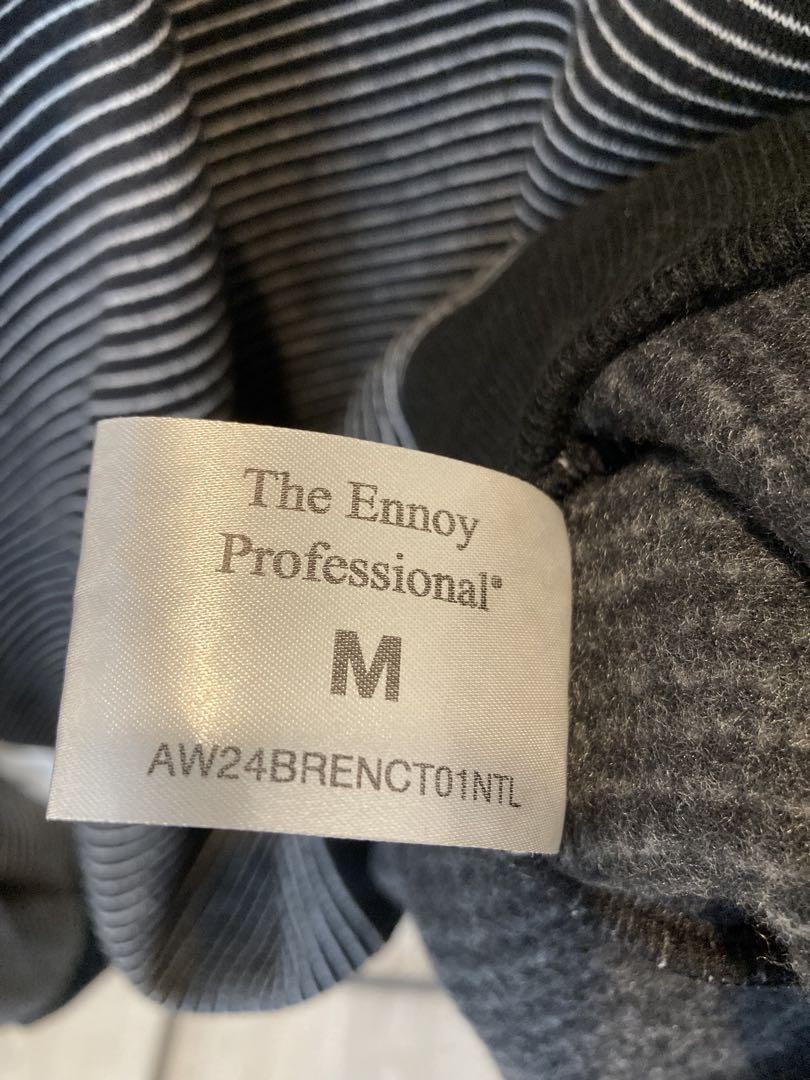 The Ennoy
Professional®
M
AW24BRENCT01NTL